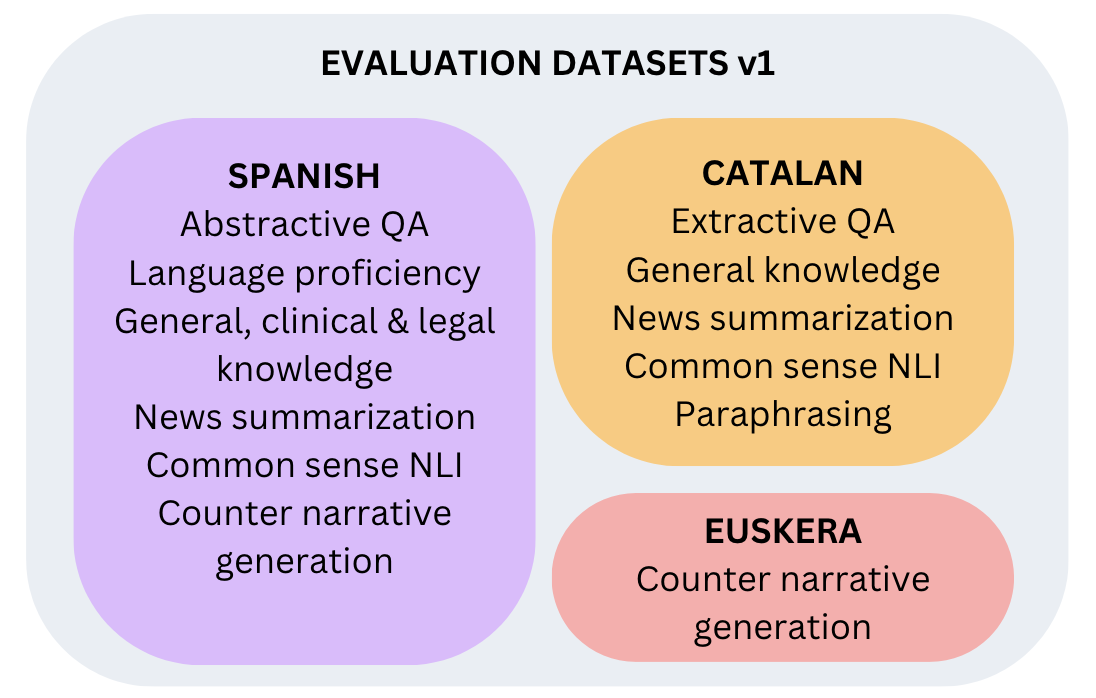 EVALUATION DATASETS v1
SPANISH
Abstractive QA
Language proficiency
General, clinical & legal
knowledge
News summarization
Common sense NLI
Counter narrative
generation
CATALAN
Extractive QA
General knowledge
News summarization
Common sense NLI
Paraphrasing
EUSKERA
Counter narrative
generation